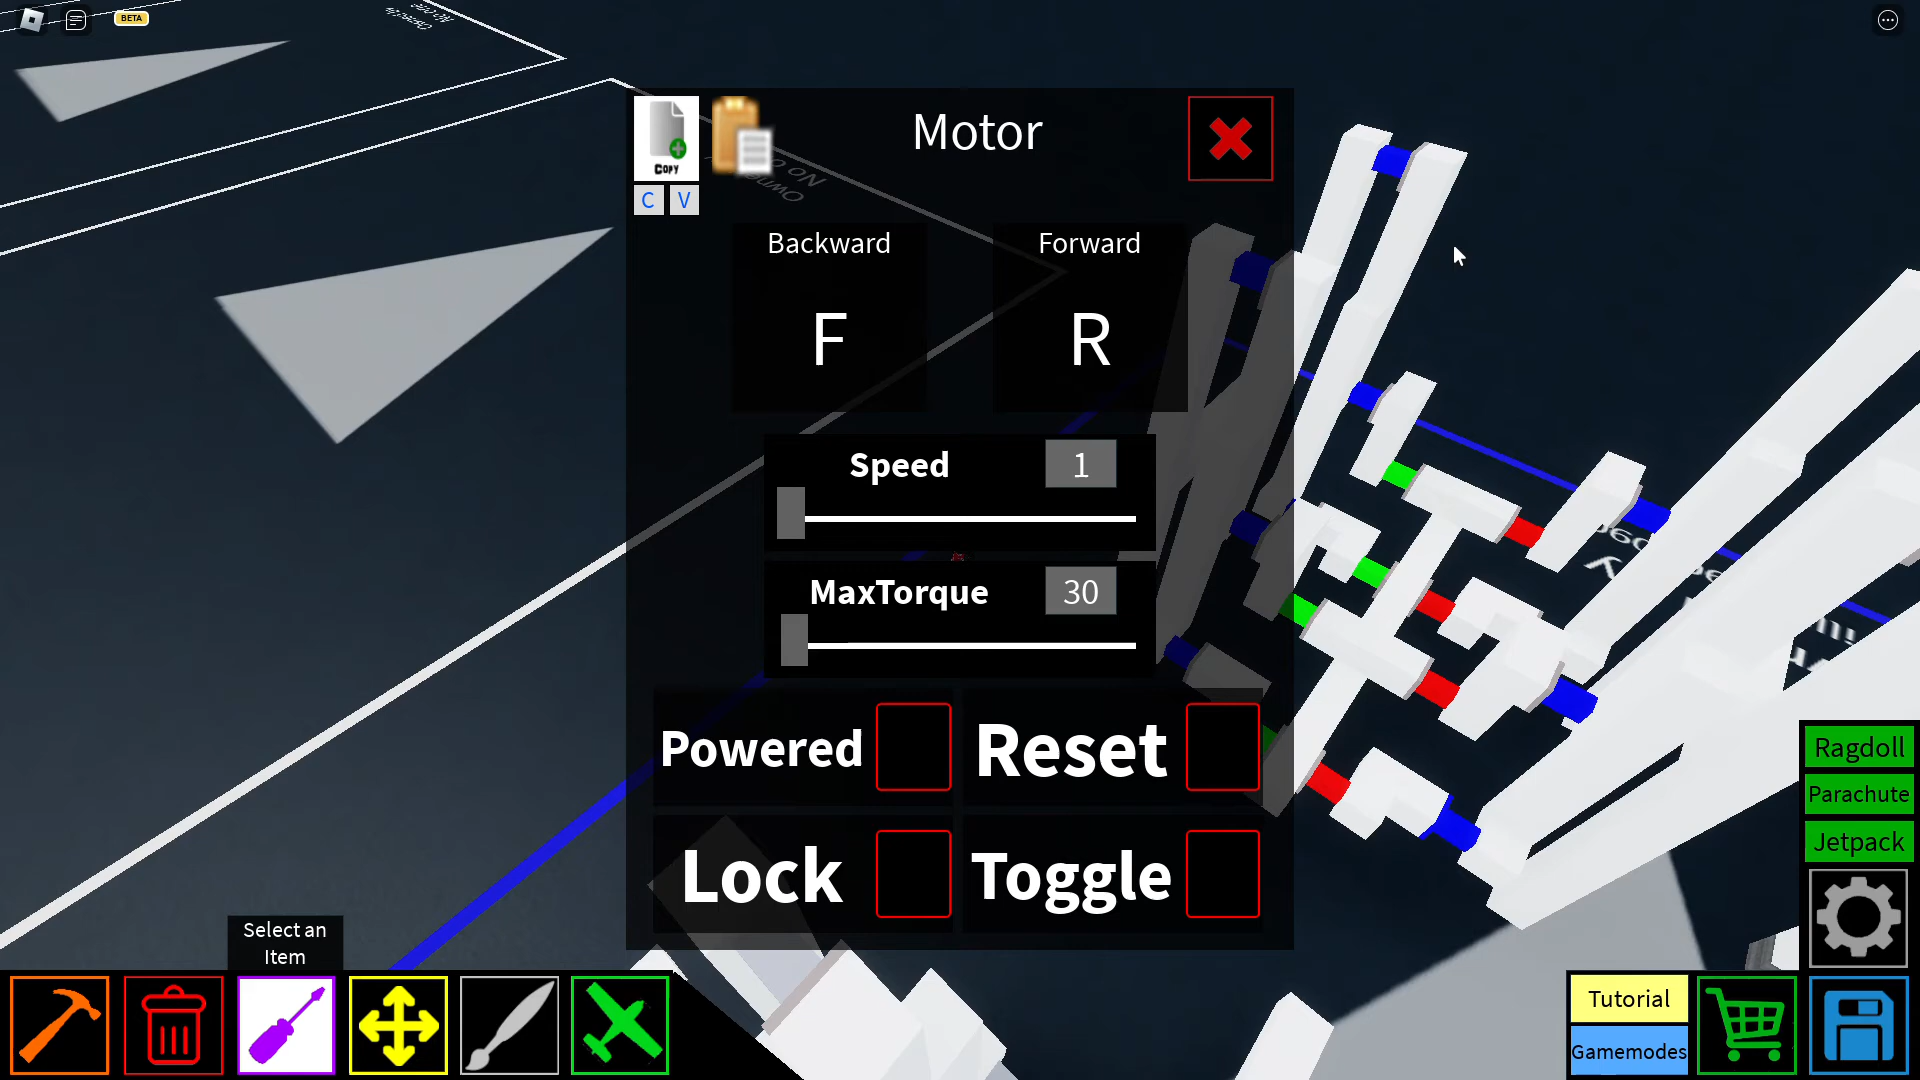 BETA
Copy
Motor
C V
Backward
Forward
F
R
Speed
1
MaxTorque
30
Powered
Reset
Lock
Toggle
Select an
Item
Ragdoll
Parachute
Jetpack
Tutorial
Gamemodes